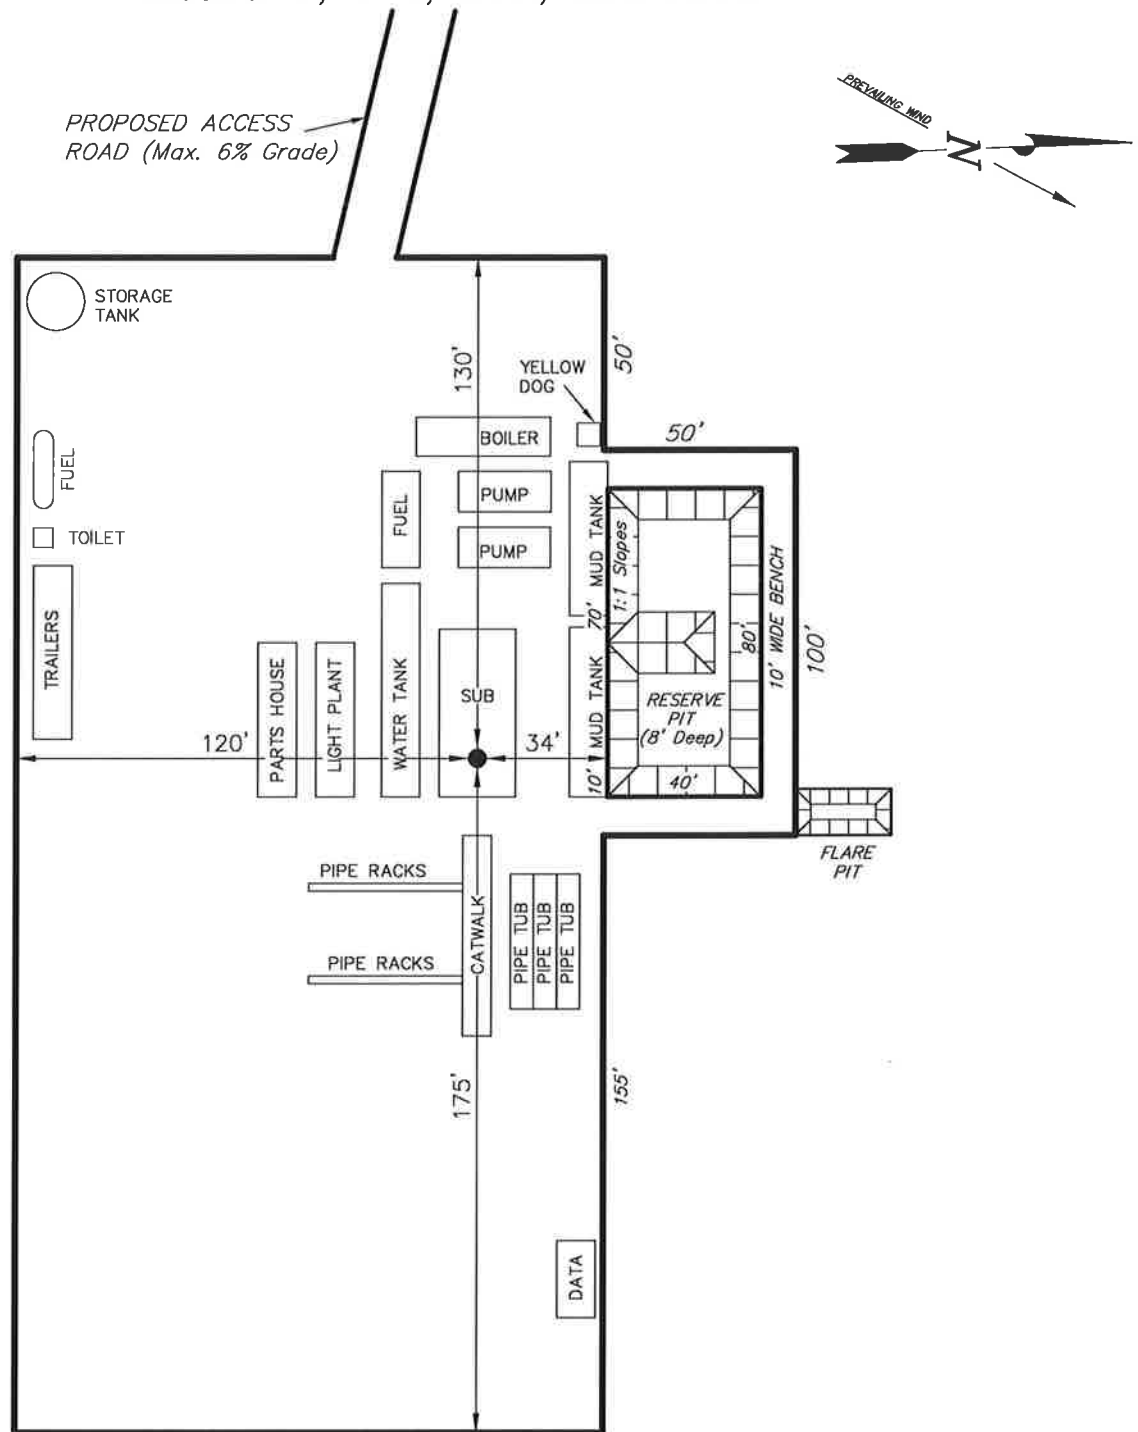 PROPOSED ACCESS
ROAD (Max. 6% Grade)
PREVAILING WIND
N
STORAGE
TANK
130'
YELLOW
DOG
50'
50'
BOILER
FUEL
FUEL
PUMP
MUD TANK
1:1 Slopes
TOILET
PUMP
10' WIDE BENCH
70'
80'
100'
TRAILERS
PARTS HOUSE
LIGHT PLANT
WATER TANK
SUB
MUD TANK
RESERVE
PIT
(8' Deep)
120'
34'
10'
40'
FLARE
PIT
PIPE RACKS
CATWALK
PIPE TUB
PIPE TUB
PIPE TUB
PIPE RACKS
175'
155'
DATA